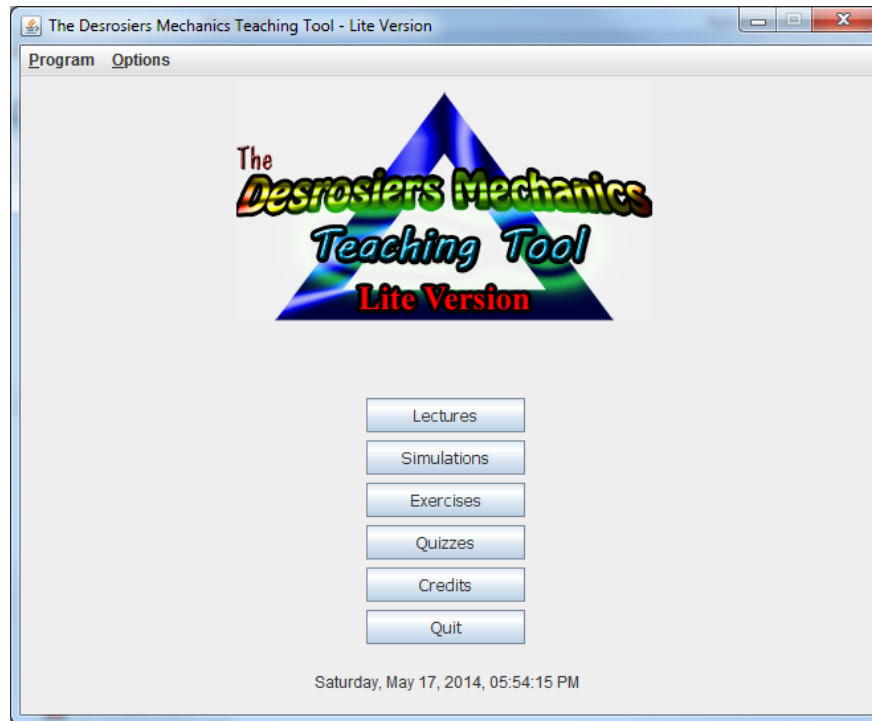 The Desrosiers Mechanics Teaching Tool - Lite Version
Program Options
The
Desrosiers Mechanics
Teaching Tool
Lite Version
Lectures
Simulations
Exercises
Quizzes
Credits
Quit
Saturday, May 17, 2014, 05:54:15 PM